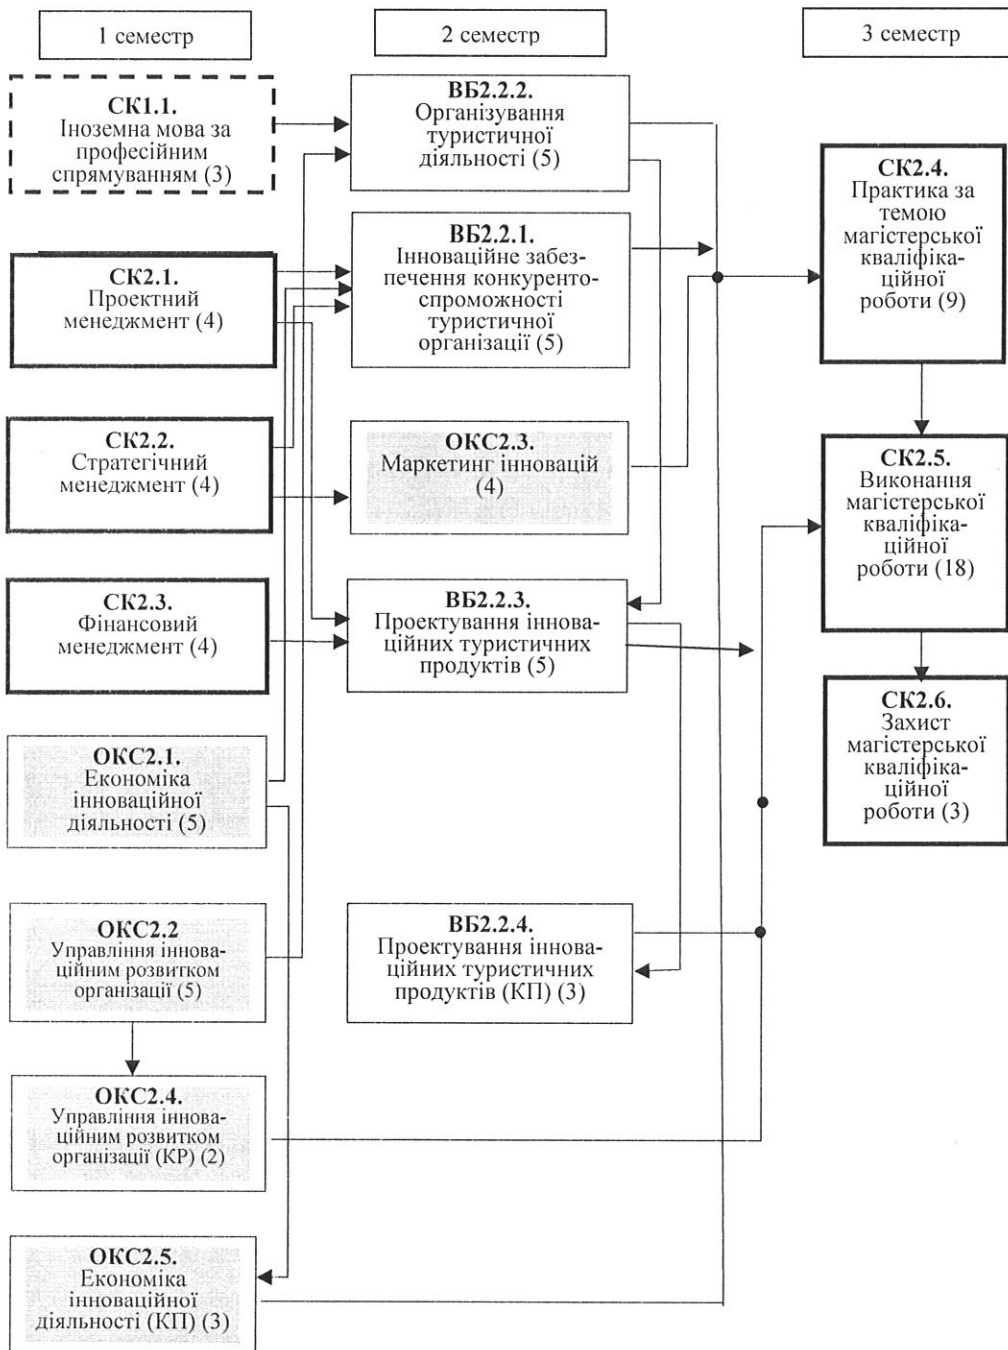 1 семестр
2 семестр
3 семестр
СК1.1.
Іноземна мова за
професійним
спрямуванням (3)
СК2.1.
Проектний
менеджмент (4)
СК2.2.
Стратегічний
менеджмент (4)
СК2.3.
Фінансовий
менеджмент (4)
ОКС2.1.
Економіка
інноваційної
діяльності (5)
ОКС2.2
Управління іннова-
ційним розвитком
організації (5)
ОКС2.4.
Управління іннова-
ційним розвитком
організації (КР) (2)
ОКС2.5.
Економіка
інноваційної
діяльності (КП) (3)
ВБ2.2.2.
Організування
туристичної
діяльності (5)
ВБ2.2.1.
Інноваційне забез-
печення конкуренто-
спроможності
туристичної
організації (5)
ОКС2.3.
Маркетинг інновацій
(4)
ВБ2.2.3.
Проектування іннова-
ційних туристичних
продуктів (5)
ВБ2.2.4.
Проектування іннова-
ційних туристичних
продуктів (КП) (3)
СК2.4.
Практика за
темою
магістерської
кваліфіка-
ційної
роботи (9)
СК2.5.
Виконання
магістерської
кваліфіка-
ційної
роботи (18)
СК2.6.
Захист
магістерської
кваліфіка-
ційної
роботи (3)